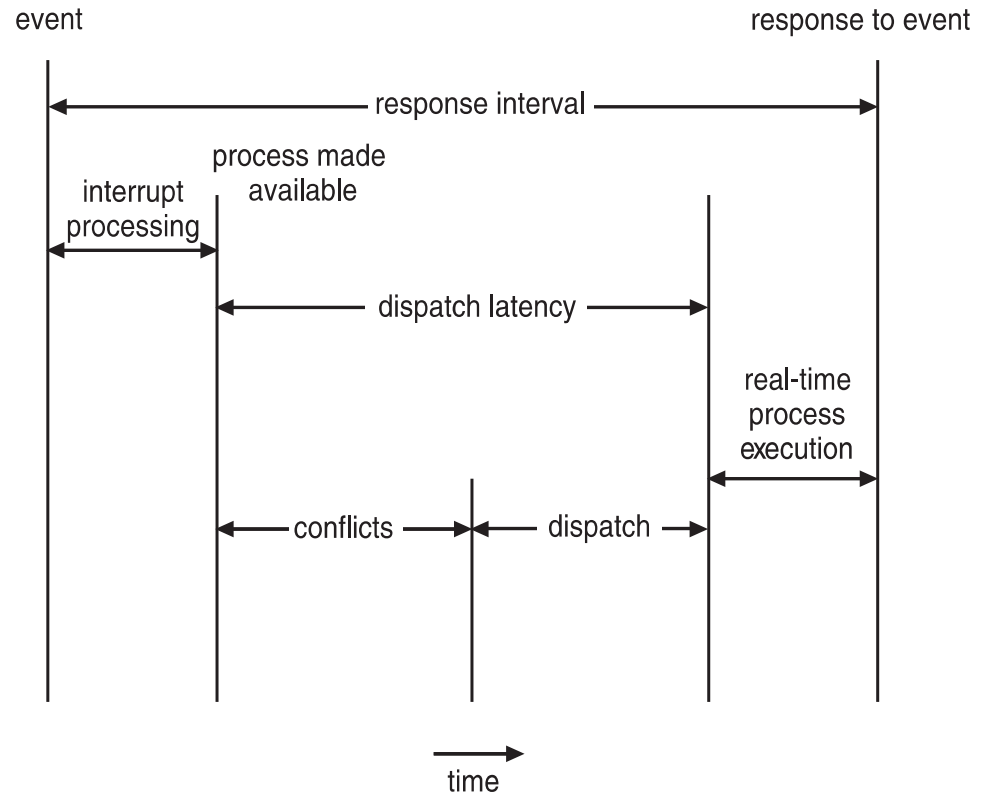 event
response to event
response interval
process made
available
interrupt
processing
dispatch latency
real-time
process
execution
conflicts
dispatch
time